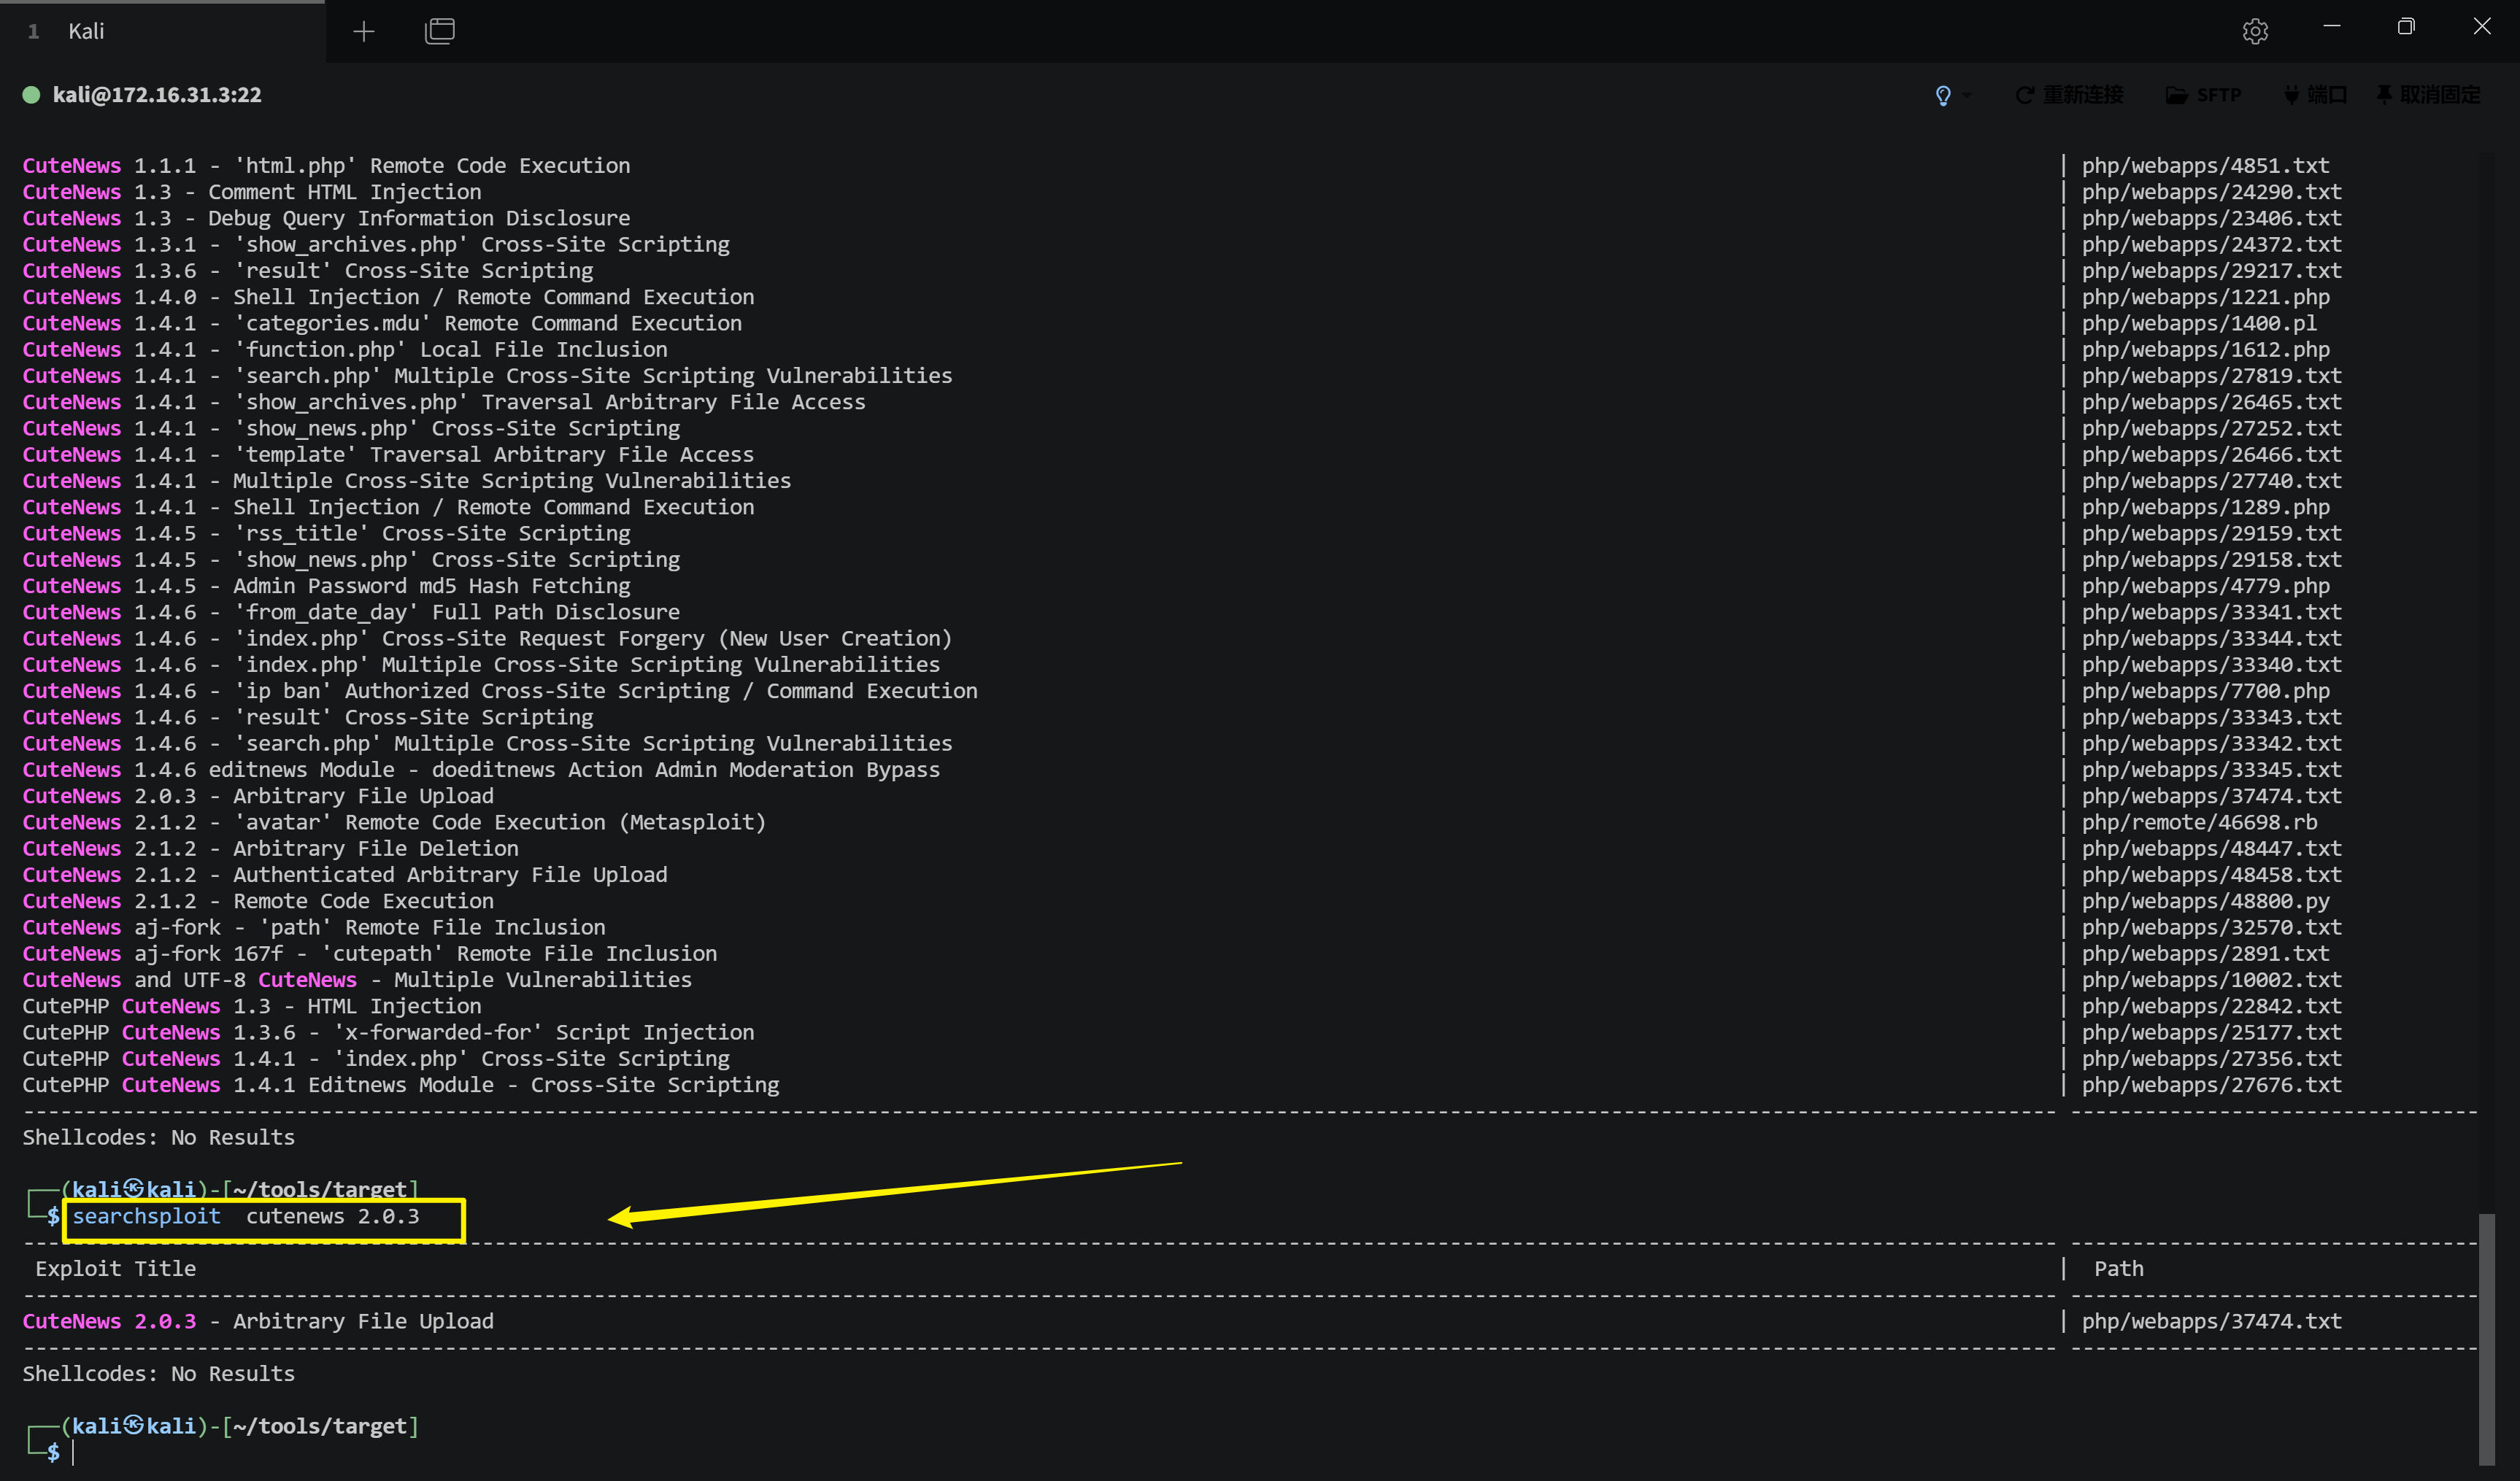 1 Kali
kali@172.16.31.3:22 重新连接 SFTP 端口 取消固定
CuteNews 1.1.1 - 'html.php' Remote Code Execution | php/webapps/4851.txt
CuteNews 1.3 - Comment HTML Injection | php/webapps/24290.txt
CuteNews 1.3 - Debug Query Information Disclosure | php/webapps/23406.txt
CuteNews 1.3.1 - 'show_archives.php' Cross-Site Scripting | php/webapps/24372.txt
CuteNews 1.3.6 - 'result' Cross-Site Scripting | php/webapps/29217.txt
CuteNews 1.4.0 - Shell Injection / Remote Command Execution | php/webapps/1221.php
CuteNews 1.4.1 - 'categories.mdu' Remote Command Execution | php/webapps/1400.pl
CuteNews 1.4.1 - 'function.php' Local File Inclusion | php/webapps/1612.php
CuteNews 1.4.1 - 'search.php' Multiple Cross-Site Scripting Vulnerabilities | php/webapps/27819.txt
CuteNews 1.4.1 - 'show_archives.php' Traversal Arbitrary File Access | php/webapps/26465.txt
CuteNews 1.4.1 - 'show_news.php' Cross-Site Scripting | php/webapps/27252.txt
CuteNews 1.4.1 - 'template' Traversal Arbitrary File Access | php/webapps/26466.txt
CuteNews 1.4.1 - Multiple Cross-Site Scripting Vulnerabilities | php/webapps/27740.txt
CuteNews 1.4.1 - Shell Injection / Remote Command Execution | php/webapps/1289.php
CuteNews 1.4.5 - 'rss_title' Cross-Site Scripting | php/webapps/29159.txt
CuteNews 1.4.5 - 'show_news.php' Cross-Site Scripting | php/webapps/29158.txt
CuteNews 1.4.5 - Admin Password md5 Hash Fetching | php/webapps/4779.php
CuteNews 1.4.6 - 'from_date_day' Full Path Disclosure | php/webapps/33341.txt
CuteNews 1.4.6 - 'index.php' Cross-Site Request Forgery (New User Creation) | php/webapps/33344.txt
CuteNews 1.4.6 - 'index.php' Multiple Cross-Site Scripting Vulnerabilities | php/webapps/33340.txt
CuteNews 1.4.6 - 'ip ban' Authorized Cross-Site Scripting / Command Execution | php/webapps/7700.php
CuteNews 1.4.6 - 'result' Cross-Site Scripting | php/webapps/33343.txt
CuteNews 1.4.6 - 'search.php' Multiple Cross-Site Scripting Vulnerabilities | php/webapps/33342.txt
CuteNews 1.4.6 editnews Module - doeditnews Action Admin Moderation Bypass | php/webapps/33345.txt
CuteNews 2.0.3 - Arbitrary File Upload | php/webapps/37474.txt
CuteNews 2.1.2 - 'avatar' Remote Code Execution (Metasploit) | php/remote/46698.rb
CuteNews 2.1.2 - Arbitrary File Deletion | php/webapps/48447.txt
CuteNews 2.1.2 - Authenticated Arbitrary File Upload | php/webapps/48458.txt
CuteNews 2.1.2 - Remote Code Execution | php/webapps/48800.py
CuteNews aj-fork - 'path' Remote File Inclusion | php/webapps/32570.txt
CuteNews aj-fork 167f - 'cutepath' Remote File Inclusion | php/webapps/2891.txt
CuteNews and UTF-8 CuteNews - Multiple Vulnerabilities | php/webapps/10002.txt
CutePHP CuteNews 1.3 - HTML Injection | php/webapps/22842.txt
CutePHP CuteNews 1.3.6 - 'x-forwarded-for' Script Injection | php/webapps/25177.txt
CutePHP CuteNews 1.4.1 - 'index.php' Cross-Site Scripting | php/webapps/27356.txt
CutePHP CuteNews 1.4.1 Editnews Module - Cross-Site Scripting | php/webapps/27676.txt
Shellcodes: No Results
┌──(kali㉿kali)-[~/tools/target]
└─$ searchsploit  cutenews 2.0.3
Exploit Title | Path
CuteNews 2.0.3 - Arbitrary File Upload | php/webapps/37474.txt
Shellcodes: No Results
┌──(kali㉿kali)-[~/tools/target]
└─$